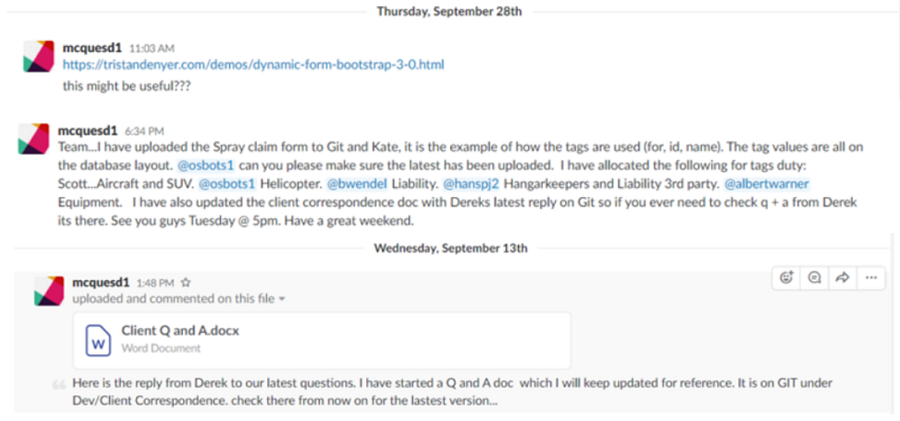 Thursday, September 28th
mcquesd1 11:03 AM
https://tristandenyer.com/demos/dynamic-form-bootstrap-3-0.html
this might be useful???
mcquesd1 6:34 PM
Team...I have uploaded the Spray claim form to Git and Kate, it is the example of how the tags are used (for, id, name). The tag values are all on
the database layout. @osbots1 can you please make sure the latest has been uploaded. I have allocated the following for tags duty:
Scott...Aircraft and SUV. @osbots1 Helicopter. @bwendel Liability. @hanspj2 Hangarkeepers and Liability 3rd party. @albertwarner
Equipment. I have also updated the client correspondence doc with Dereks latest reply on Git so if you ever need to check q + a from Derek
its there. See you guys Tuesday @ 5pm. Have a great weekend.
Wednesday, September 13th
mcquesd1 1:48 PM
uploaded and commented on this file
Client Q and A.docx
W
Word Document
Here is the reply from Derek to our latest questions. I have started a Q and A doc which I will keep updated for reference. It is on GIT under
Dev/Client Correspondence. check there from now on for the lastest version...